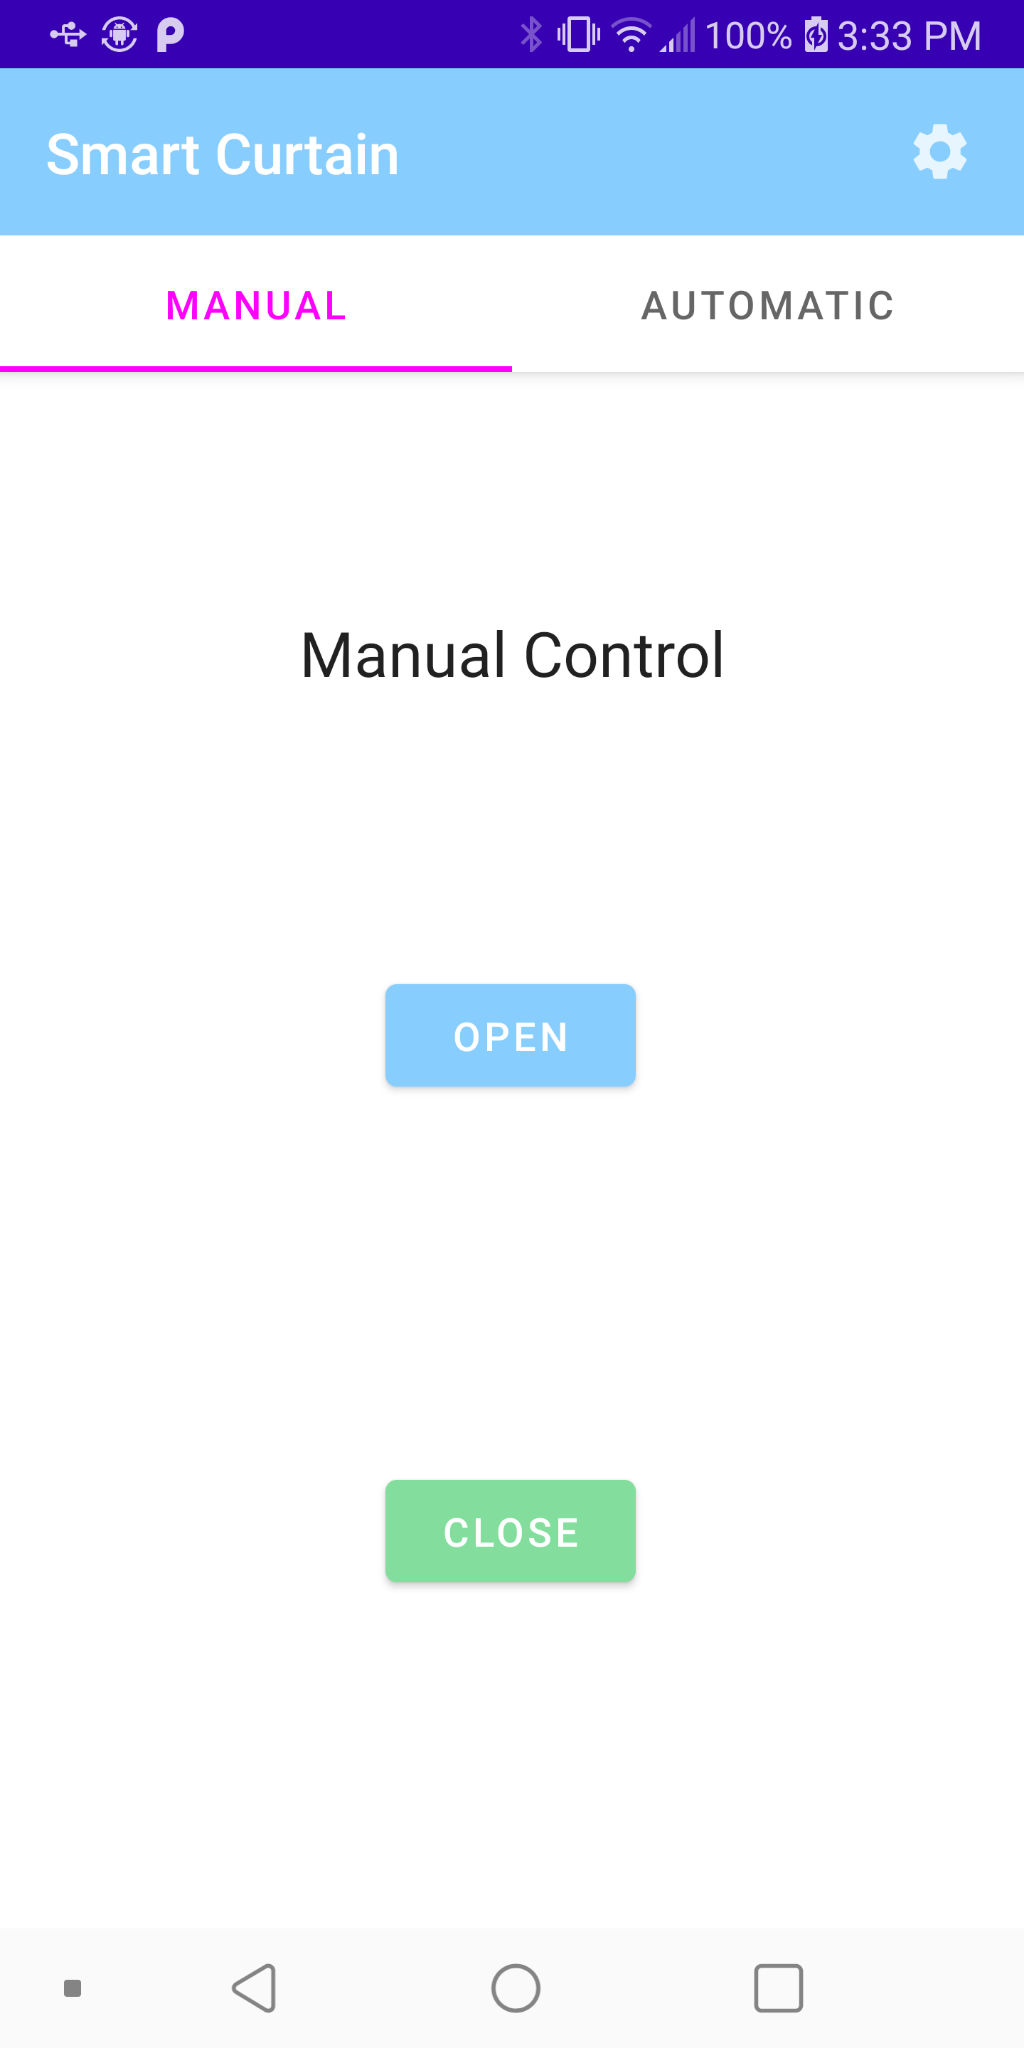 100% 3:33 PM
Smart Curtain
MANUAL AUTOMATIC
Manual Control
OPEN
CLOSE